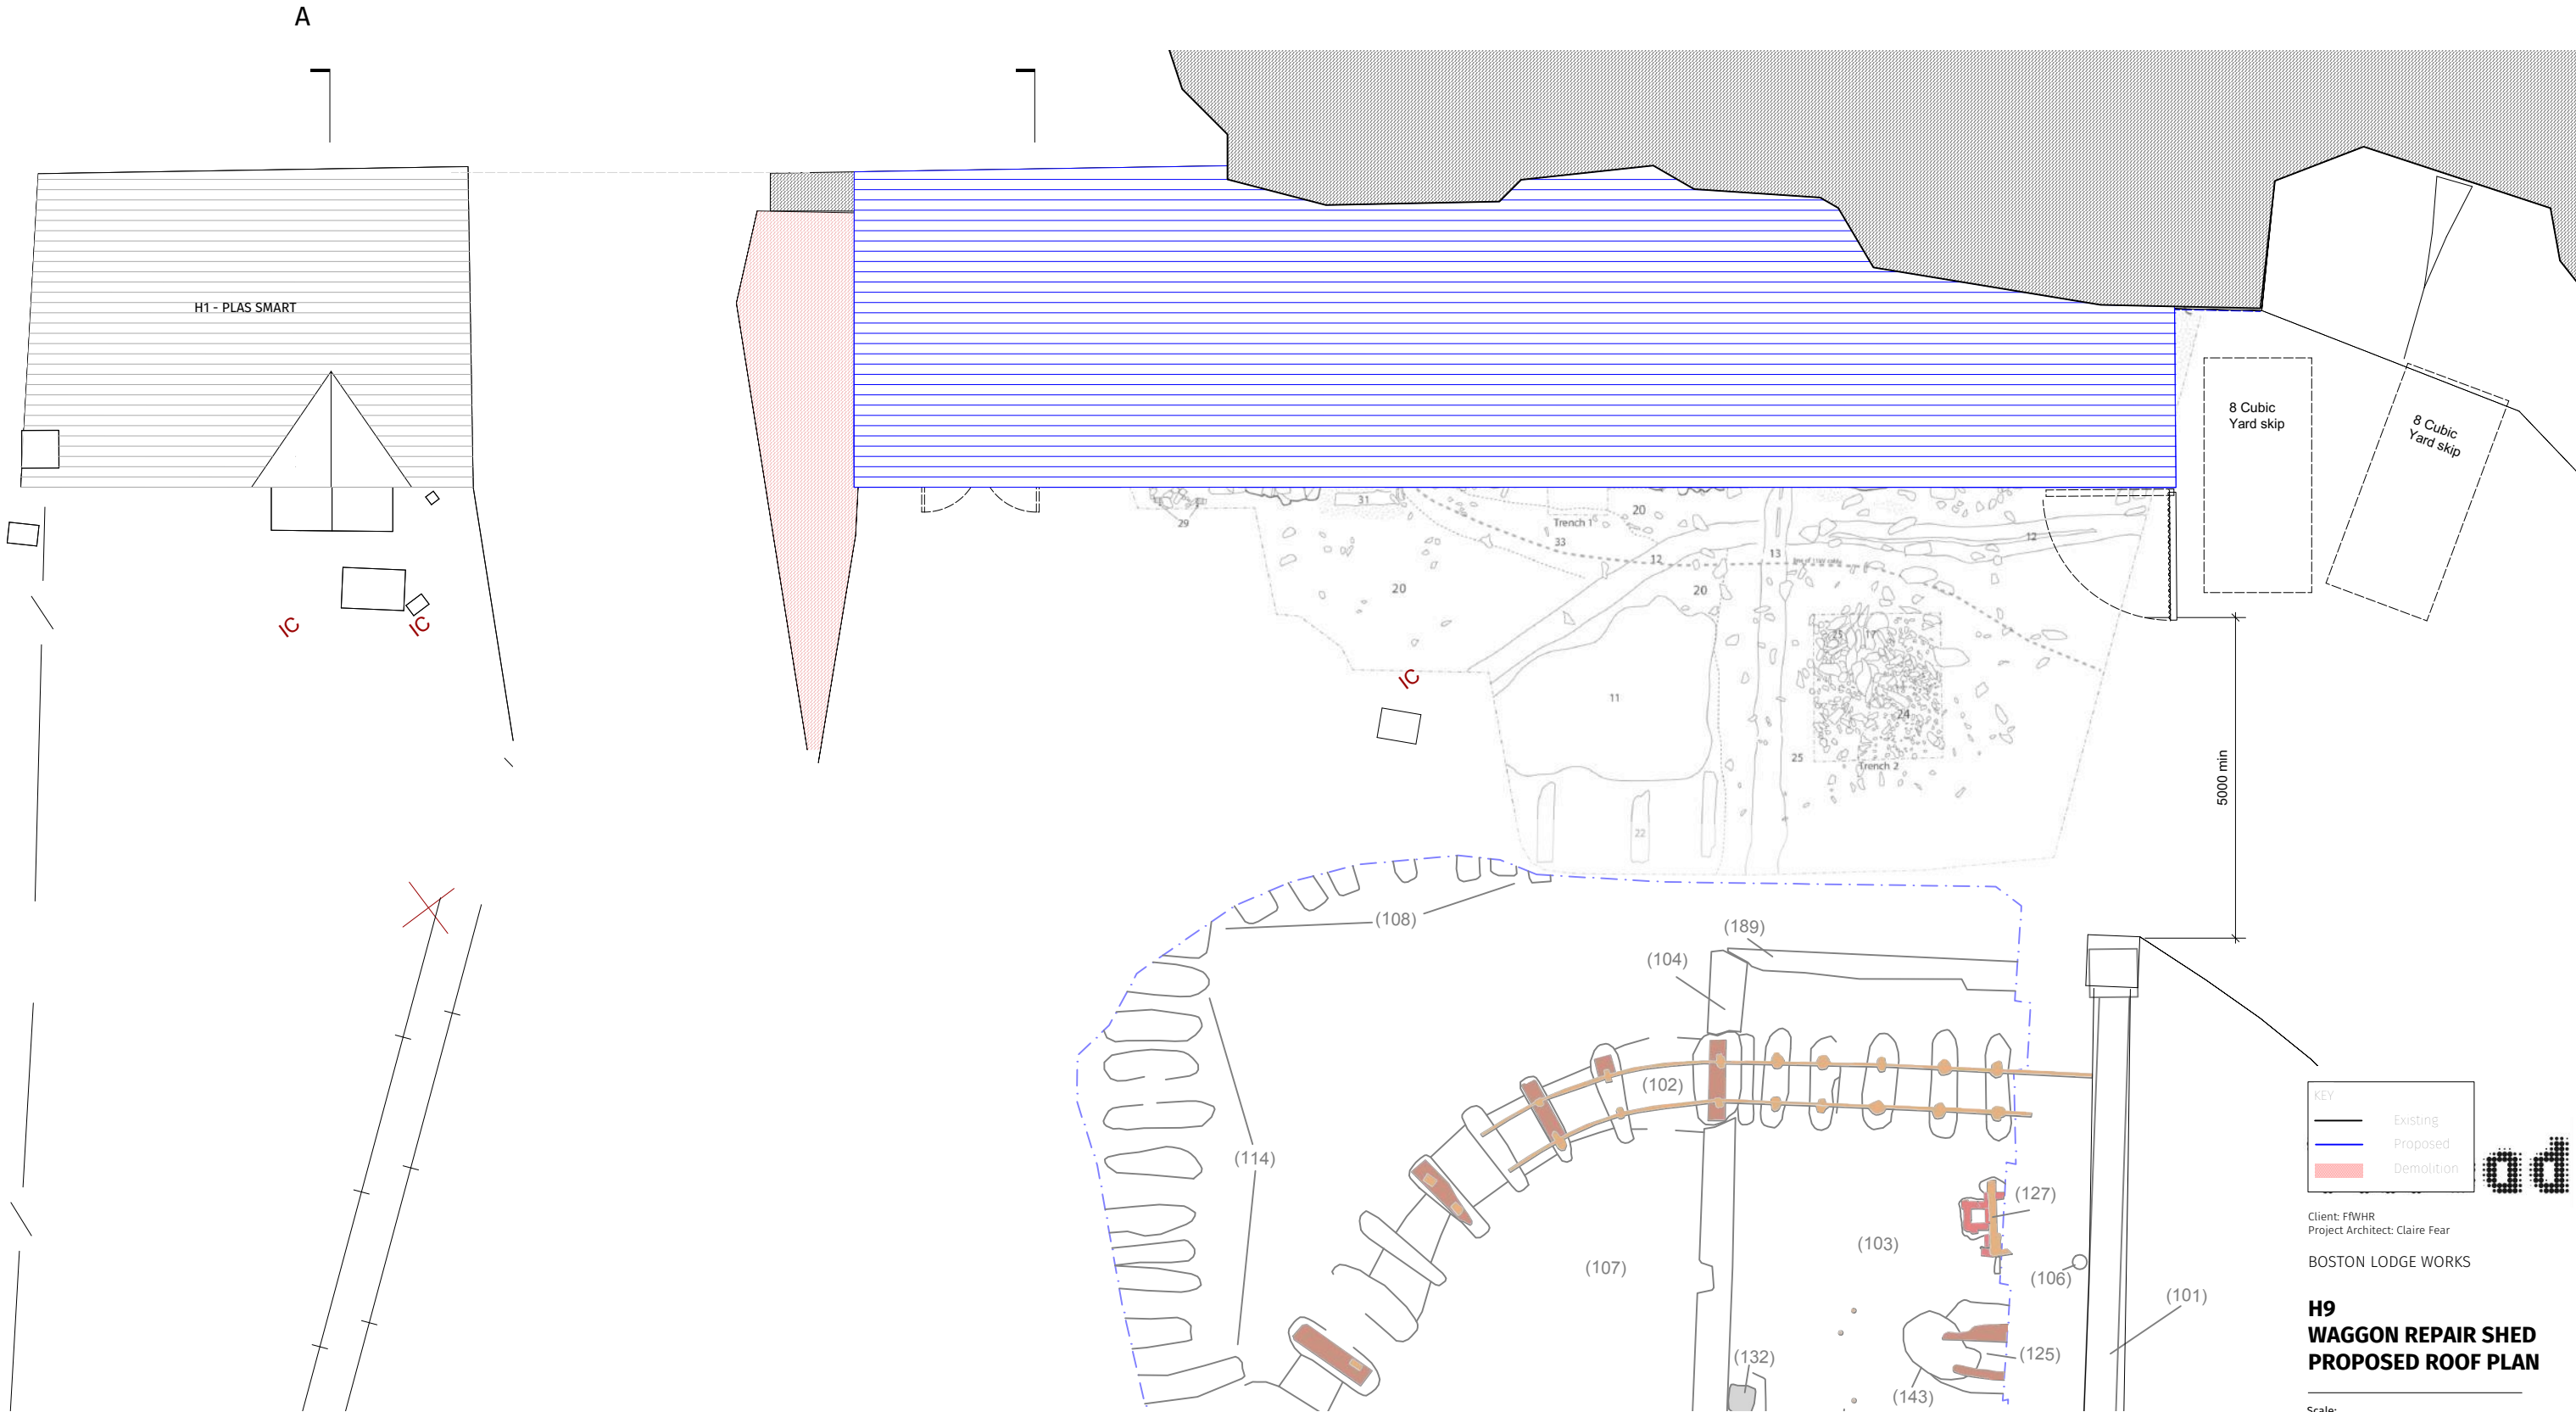 A
H1 - PLAS SMART
8 Cubic
Yard skip
8 Cubic
Yard skip
31
29
20
Trench 1
33
12
13
12
20
20
IC
IC
IC
11
24
25
Trench 2
22
5000 min
(108)
(189)
(104)
(102)
(114)
(127)
(103)
(107)
(106)
(101)
(132)
(125)
(143)
KEY
Existing
Proposed
Demolition
ad
Client: FfWHR
Project Architect: Claire Fear
BOSTON LODGE WORKS
H9
WAGGON REPAIR SHED
PROPOSED ROOF PLAN
Scale: